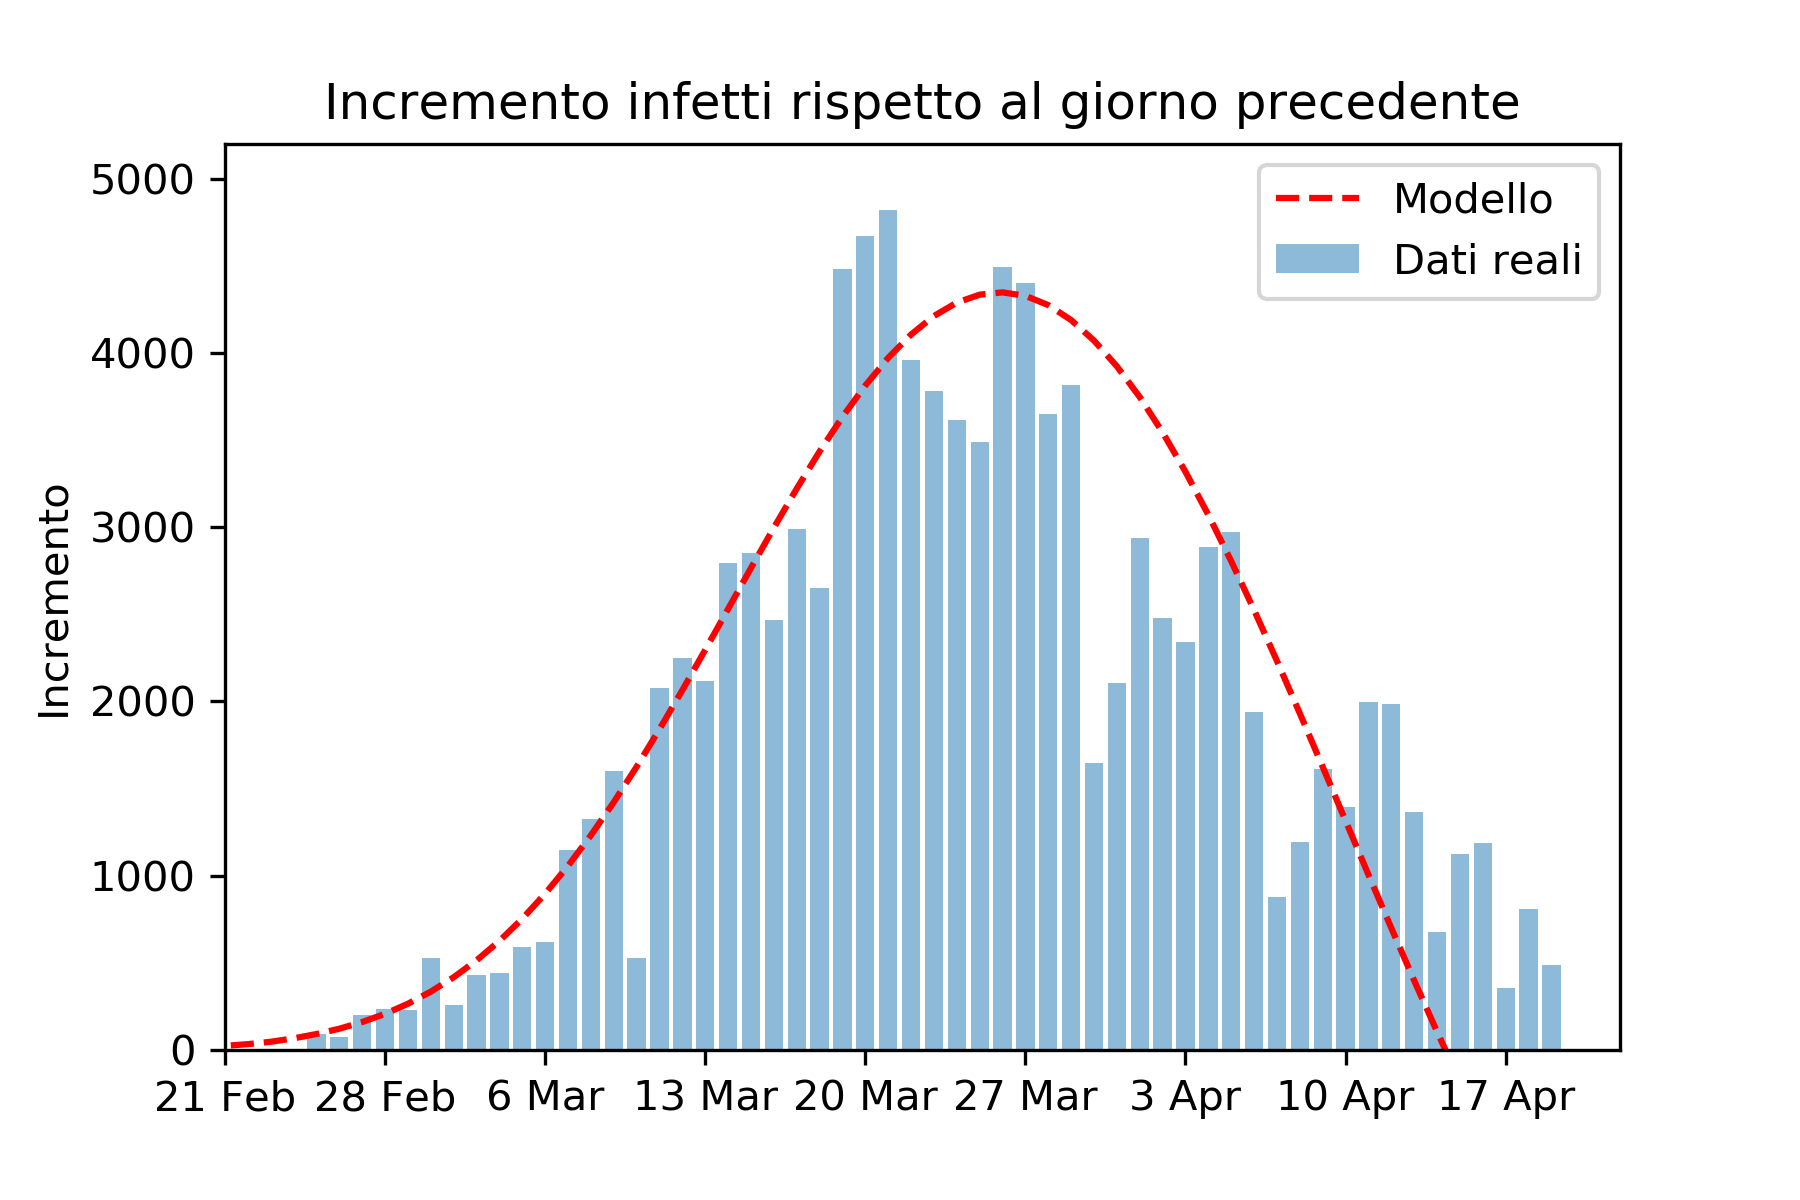 Incremento infetti rispetto al giorno precedente
Modello
Dati reali
Incremento
5000
4000
3000
2000
1000
0
21 Feb 28 Feb 6 Mar 13 Mar 20 Mar 27 Mar 3 Apr 10 Apr 17 Apr